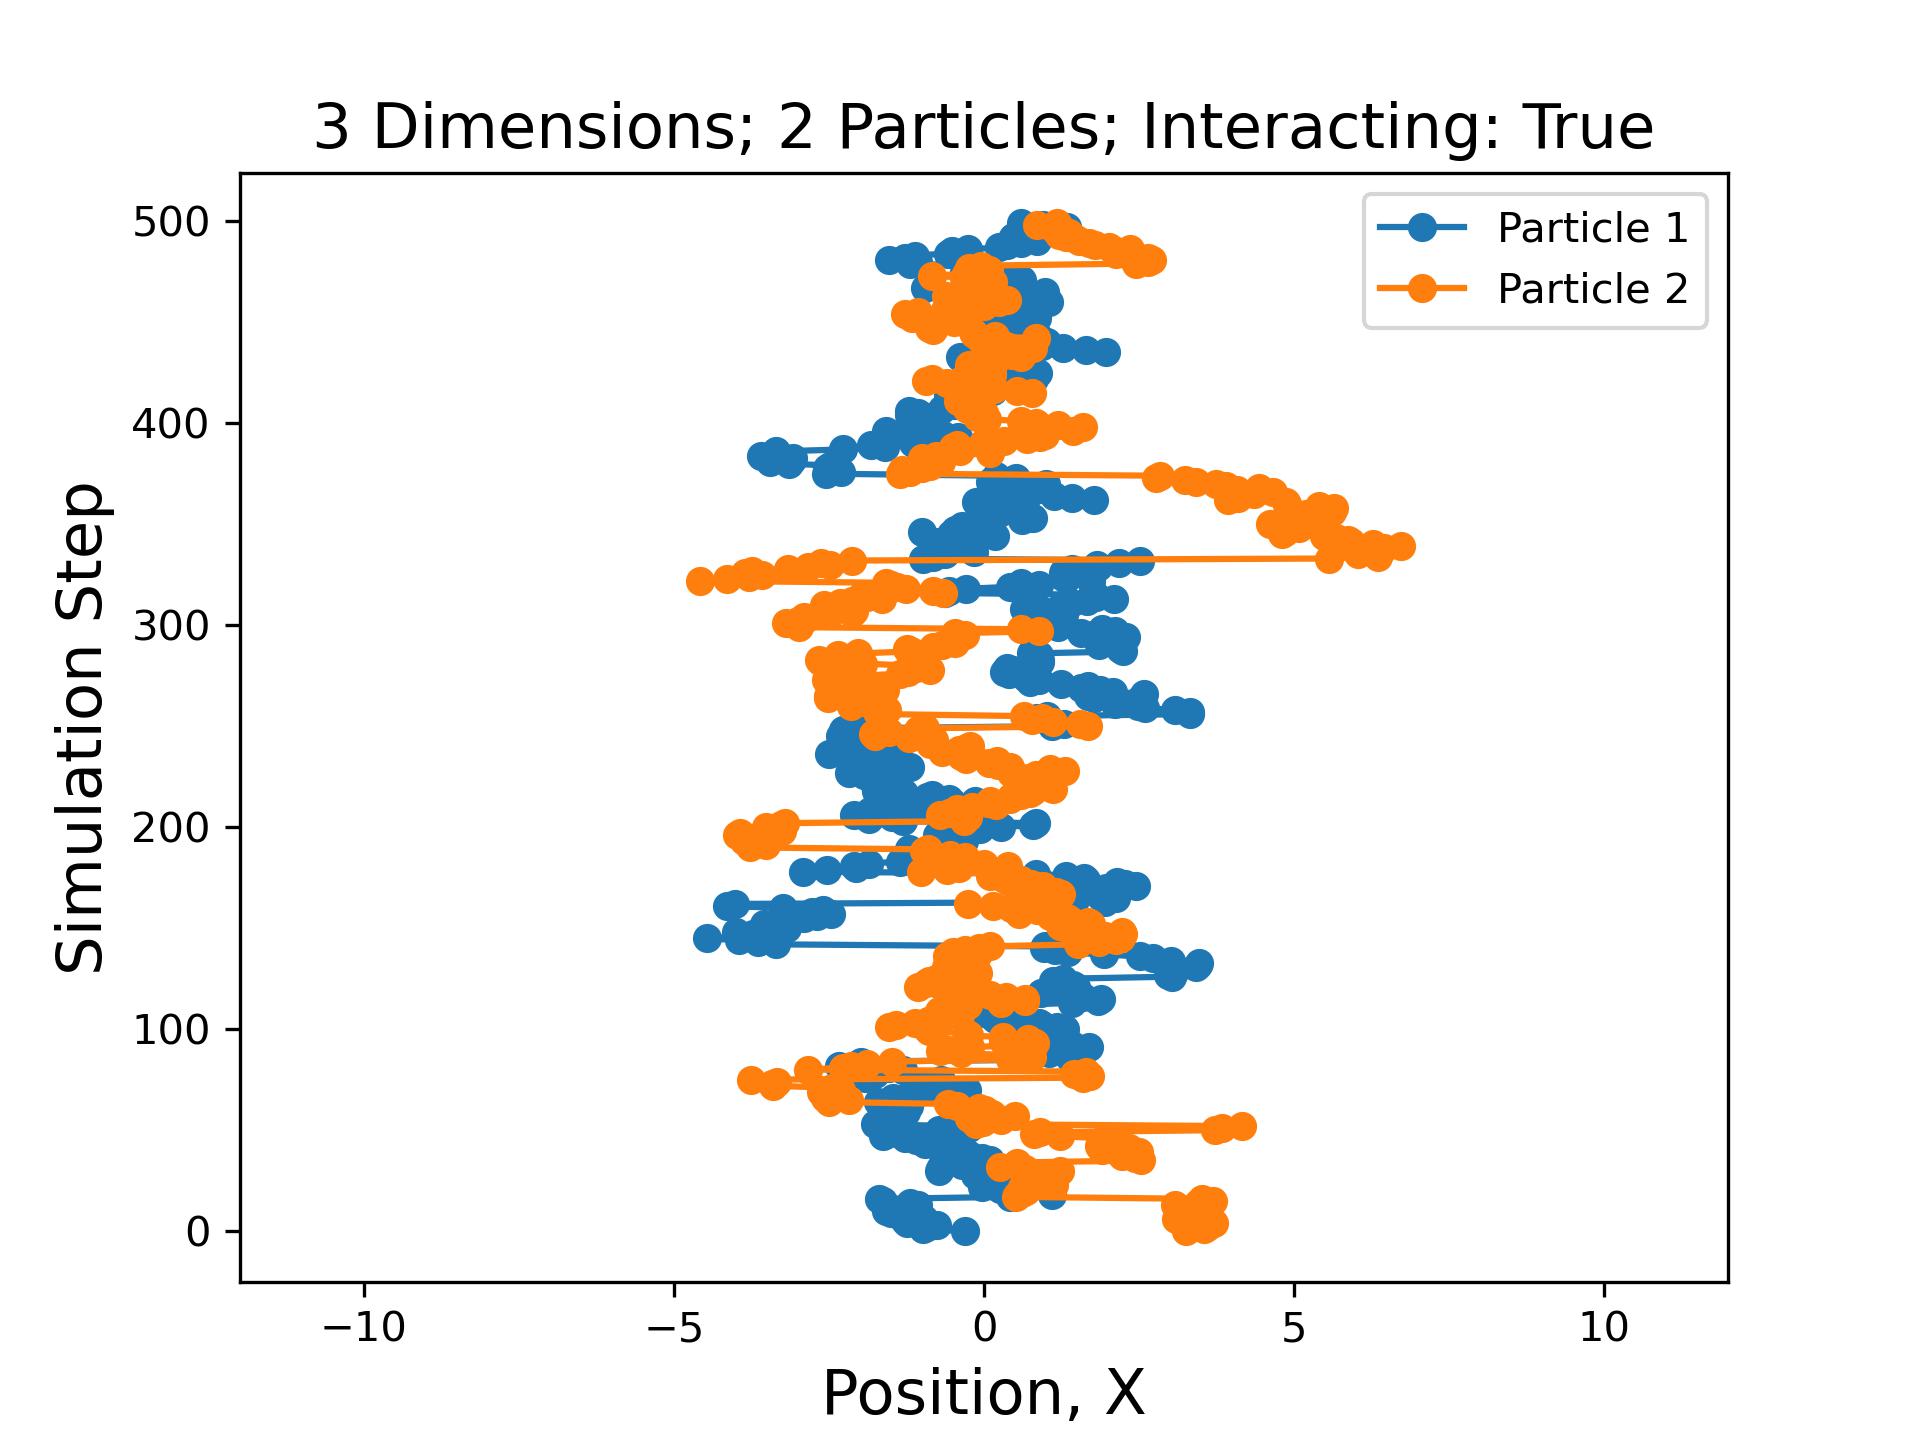 3 Dimensions; 2 Particles; Interacting: True
Particle 1
Particle 2
Simulation Step
500
400
300
200
100
0
−10
−5
0
5
10
Position, X